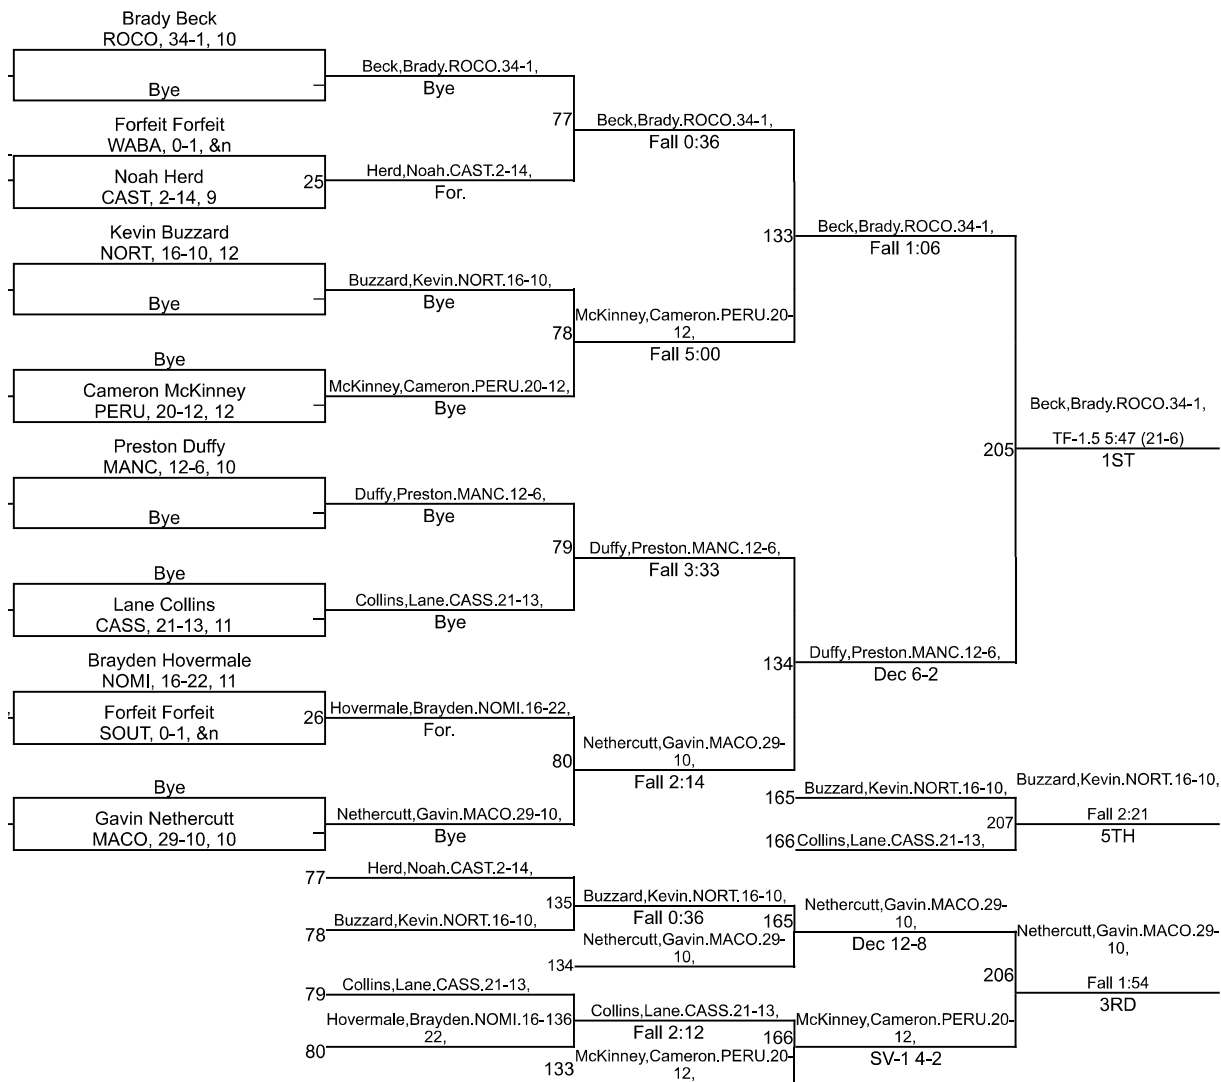 Brady Beck
ROCO, 34-1, 10
Bye
Beck,Brady.ROCO.34-1,
Bye
77
Beck,Brady.ROCO.34-1,
Fall 0:36
Forfeit Forfeit
WABA, 0-1, &n
Noah Herd
CAST, 2-14, 9
25
Herd,Noah.CAST.2-14,
For.
133
Beck,Brady.ROCO.34-1,
Fall 1:06
Kevin Buzzard
NORT, 16-10, 12
Bye
Buzzard,Kevin.NORT.16-10,
Bye
78
McKinney,Cameron.PERU.20-
12,
Fall 5:00
Bye
Cameron McKinney
PERU, 20-12, 12
McKinney,Cameron.PERU.20-12,
Bye
205
Beck,Brady.ROCO.34-1,
TF-1.5 5:47 (21-6)
1ST
Preston Duffy
MANC, 12-6, 10
Bye
Duffy,Preston.MANC.12-6,
Bye
79
Duffy,Preston.MANC.12-6,
Fall 3:33
Bye
Lane Collins
CASS, 21-13, 11
Collins,Lane.CASS.21-13,
Bye
134
Duffy,Preston.MANC.12-6,
Dec 6-2
Brayden Hovermale
NOMI, 16-22, 11
Forfeit Forfeit
SOUT, 0-1, &n
26
Hovermale,Brayden.NOMI.16-22,
For.
80
Nethercutt,Gavin.MACO.29-
10,
Fall 2:14
Bye
Gavin Nethercutt
MACO, 29-10, 10
Nethercutt,Gavin.MACO.29-10,
Bye
165
Buzzard,Kevin.NORT.16-10,
166
Collins,Lane.CASS.21-13,
207
Buzzard,Kevin.NORT.16-10,
Fall 2:21
5TH
77
Herd,Noah.CAST.2-14,
78
Buzzard,Kevin.NORT.16-10,
135
Buzzard,Kevin.NORT.16-10,
Fall 0:36
134
Nethercutt,Gavin.MACO.29-
10,
165
Nethercutt,Gavin.MACO.29-
10,
Dec 12-8
206
Nethercutt,Gavin.MACO.29-
10,
Fall 1:54
3RD
79
Collins,Lane.CASS.21-13,
80
Hovermale,Brayden.NOMI.16-
22,
136
Collins,Lane.CASS.21-13,
Fall 2:12
133
McKinney,Cameron.PERU.20-
12,
166
McKinney,Cameron.PERU.20-
12,
SV-1 4-2